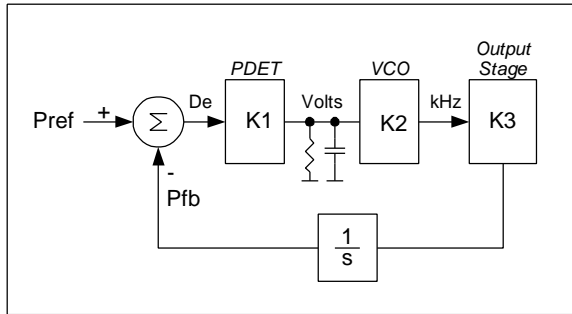 Output
Stage
PDET
VCO
Pref
+
Σ
De
K1
Volts
K2
kHz
K3
-
Pfb
1
s